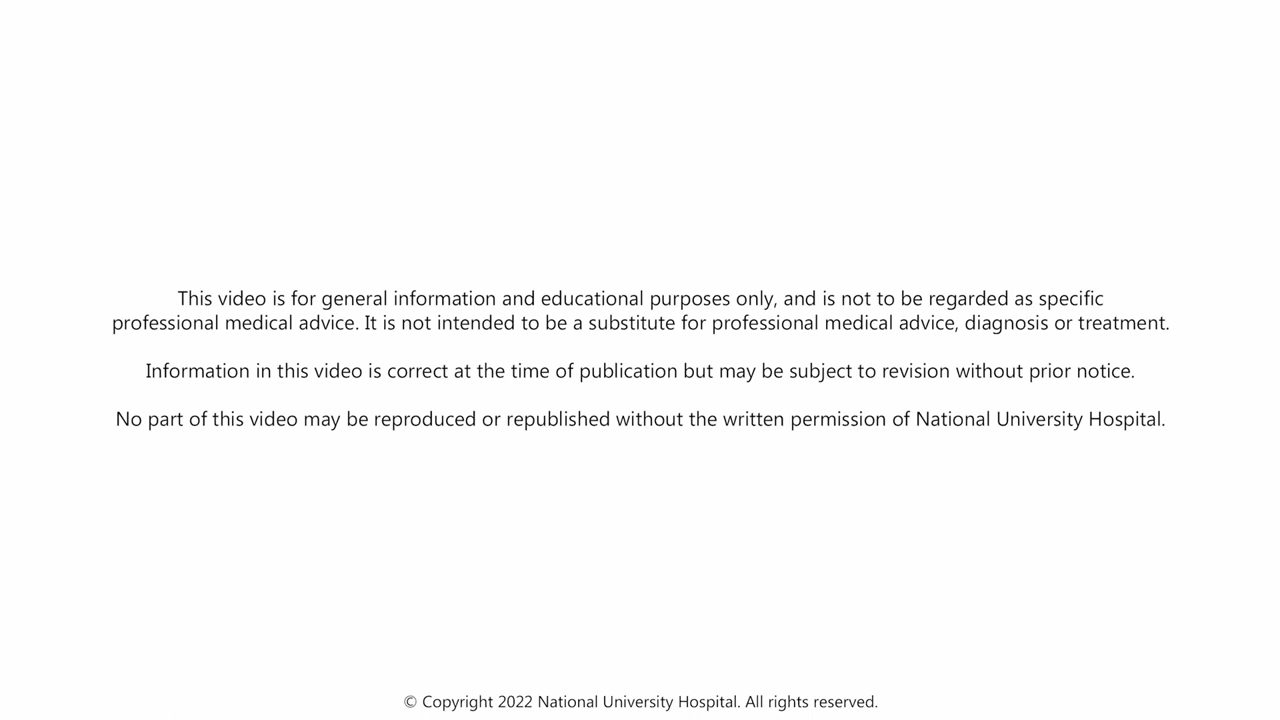 This video is for general information and educational purposes only, and is not to be regarded as specific
professional medical advice. It is not intended to be a substitute for professional medical advice, diagnosis or treatment.
Information in this video is correct at the time of publication but may be subject to revision without prior notice.
No part of this video may be reproduced or republished without the written permission of National University Hospital.
© Copyright 2022 National University Hospital. All rights reserved.